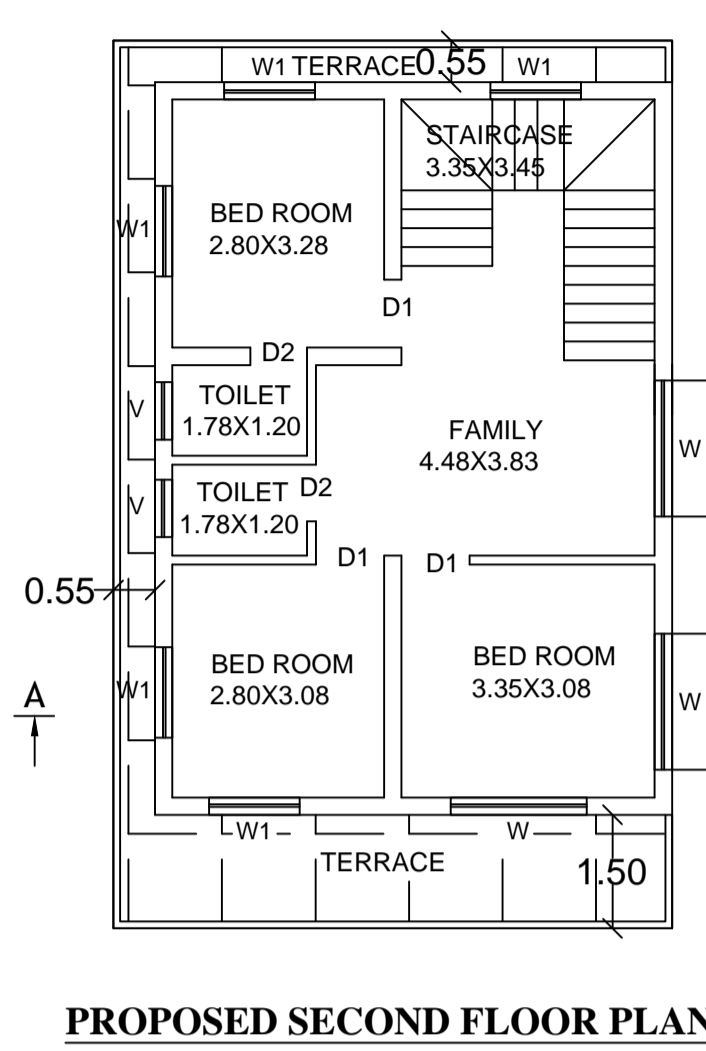 W1 TERRACE 0.55 W1
STAIRCASE
3.35X3.45
BED ROOM
2.80X3.28
W1
D1
D2
TOILET
1.78X1.20
V
FAMILY
4.48X3.83
W
TOILET
1.78X1.20
D2
V
D1
D1
0.55
BED ROOM
2.80X3.08
BED ROOM
3.35X3.08
W1
A
W
W1
W
TERRACE
1.50
PROPOSED SECOND FLOOR PLAN